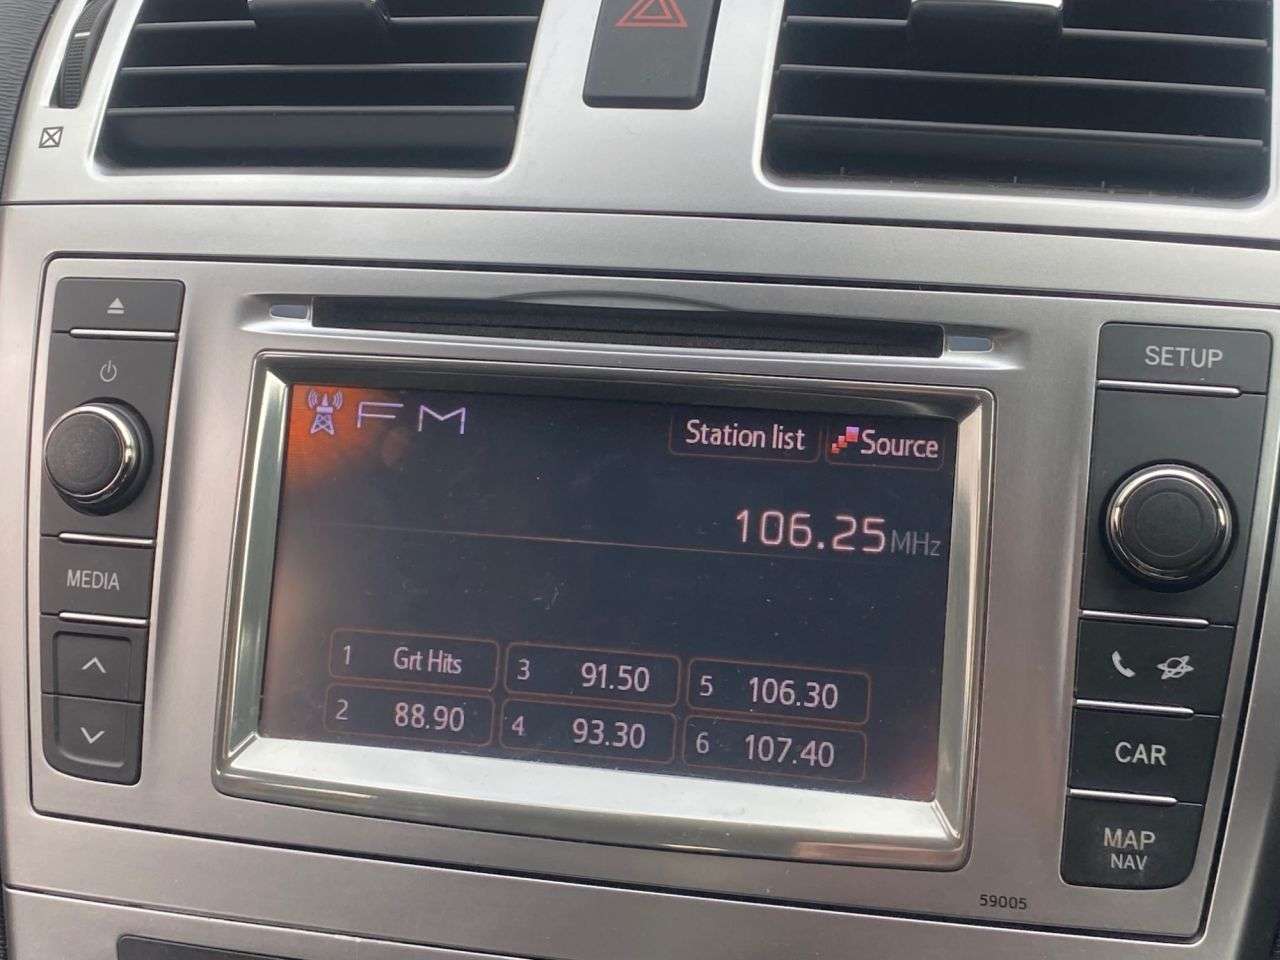 FM
Station list
Source
106.25MHz
1 Grt Hits
3 91.50
5 106.30
2 88.90
4 93.30
6 107.40
MEDIA
SETUP
CAR
MAP
NAV
59005